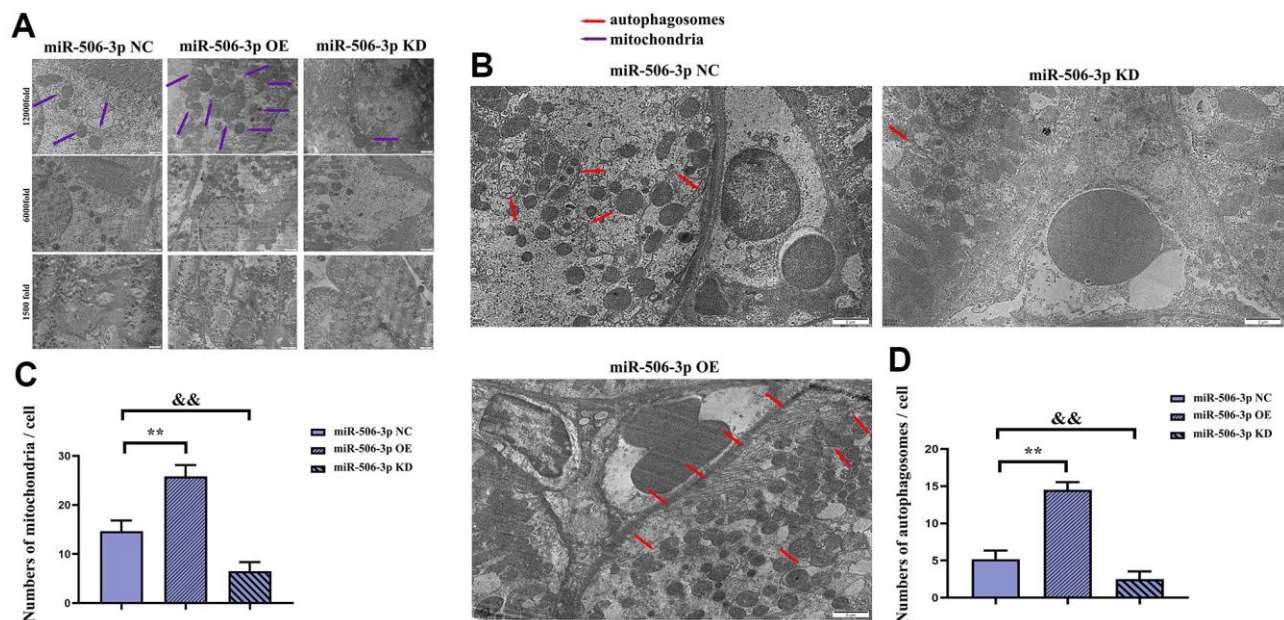 A
miR-506-3p NC
miR-506-3p OE
miR-506-3p KD
12000fold
6000fold
1500 fold
autophagosomes
mitochondria
B
miR-506-3p NC
miR-506-3p KD
miR-506-3p OE
C
&&
**
miR-506-3p NC
miR-506-3p OE
miR-506-3p KD
Numbers of mitochondria / cell
30
20
10
0
D
&&
**
miR-506-3p NC
miR-506-3p OE
miR-506-3p KD
Numbers of autophagosomes / cell
20
15
10
5
0